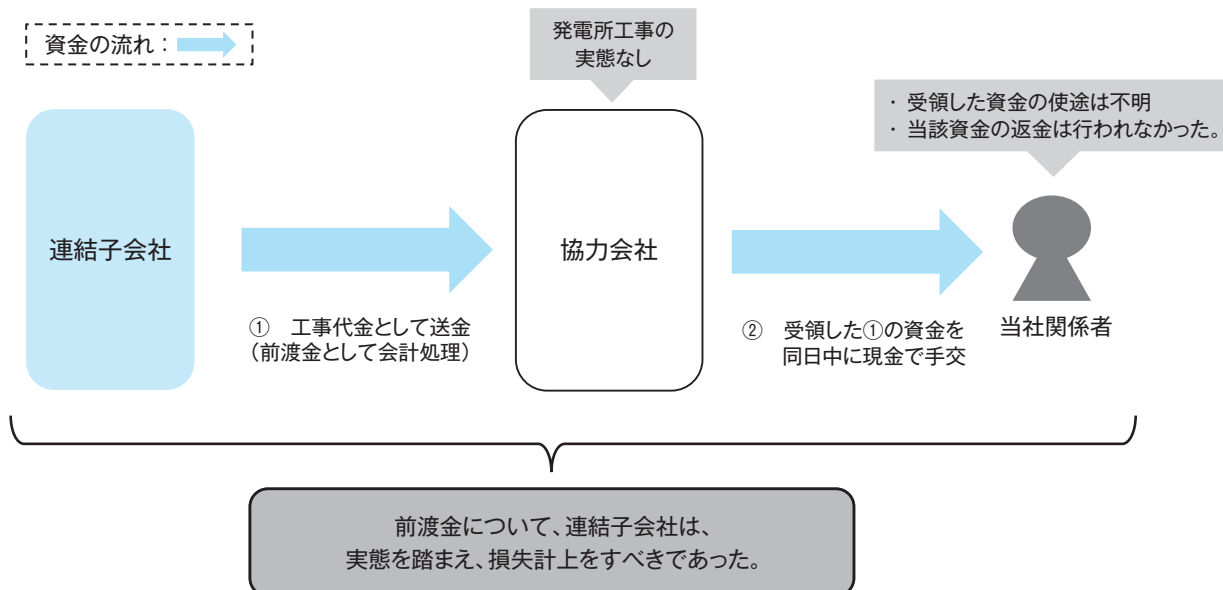 資金の流れ：
発電所工事の
実態なし
・ 受領した資金の使途は不明
・ 当該資金の返金は行われなかった。
連結子会社
協力会社
当社関係者
①　工事代金として送金
（前渡金として会計処理）
②　受領した①の資金を
同日中に現金で手交
前渡金について、連結子会社は、
実態を踏まえ、損失計上をすべきであった。